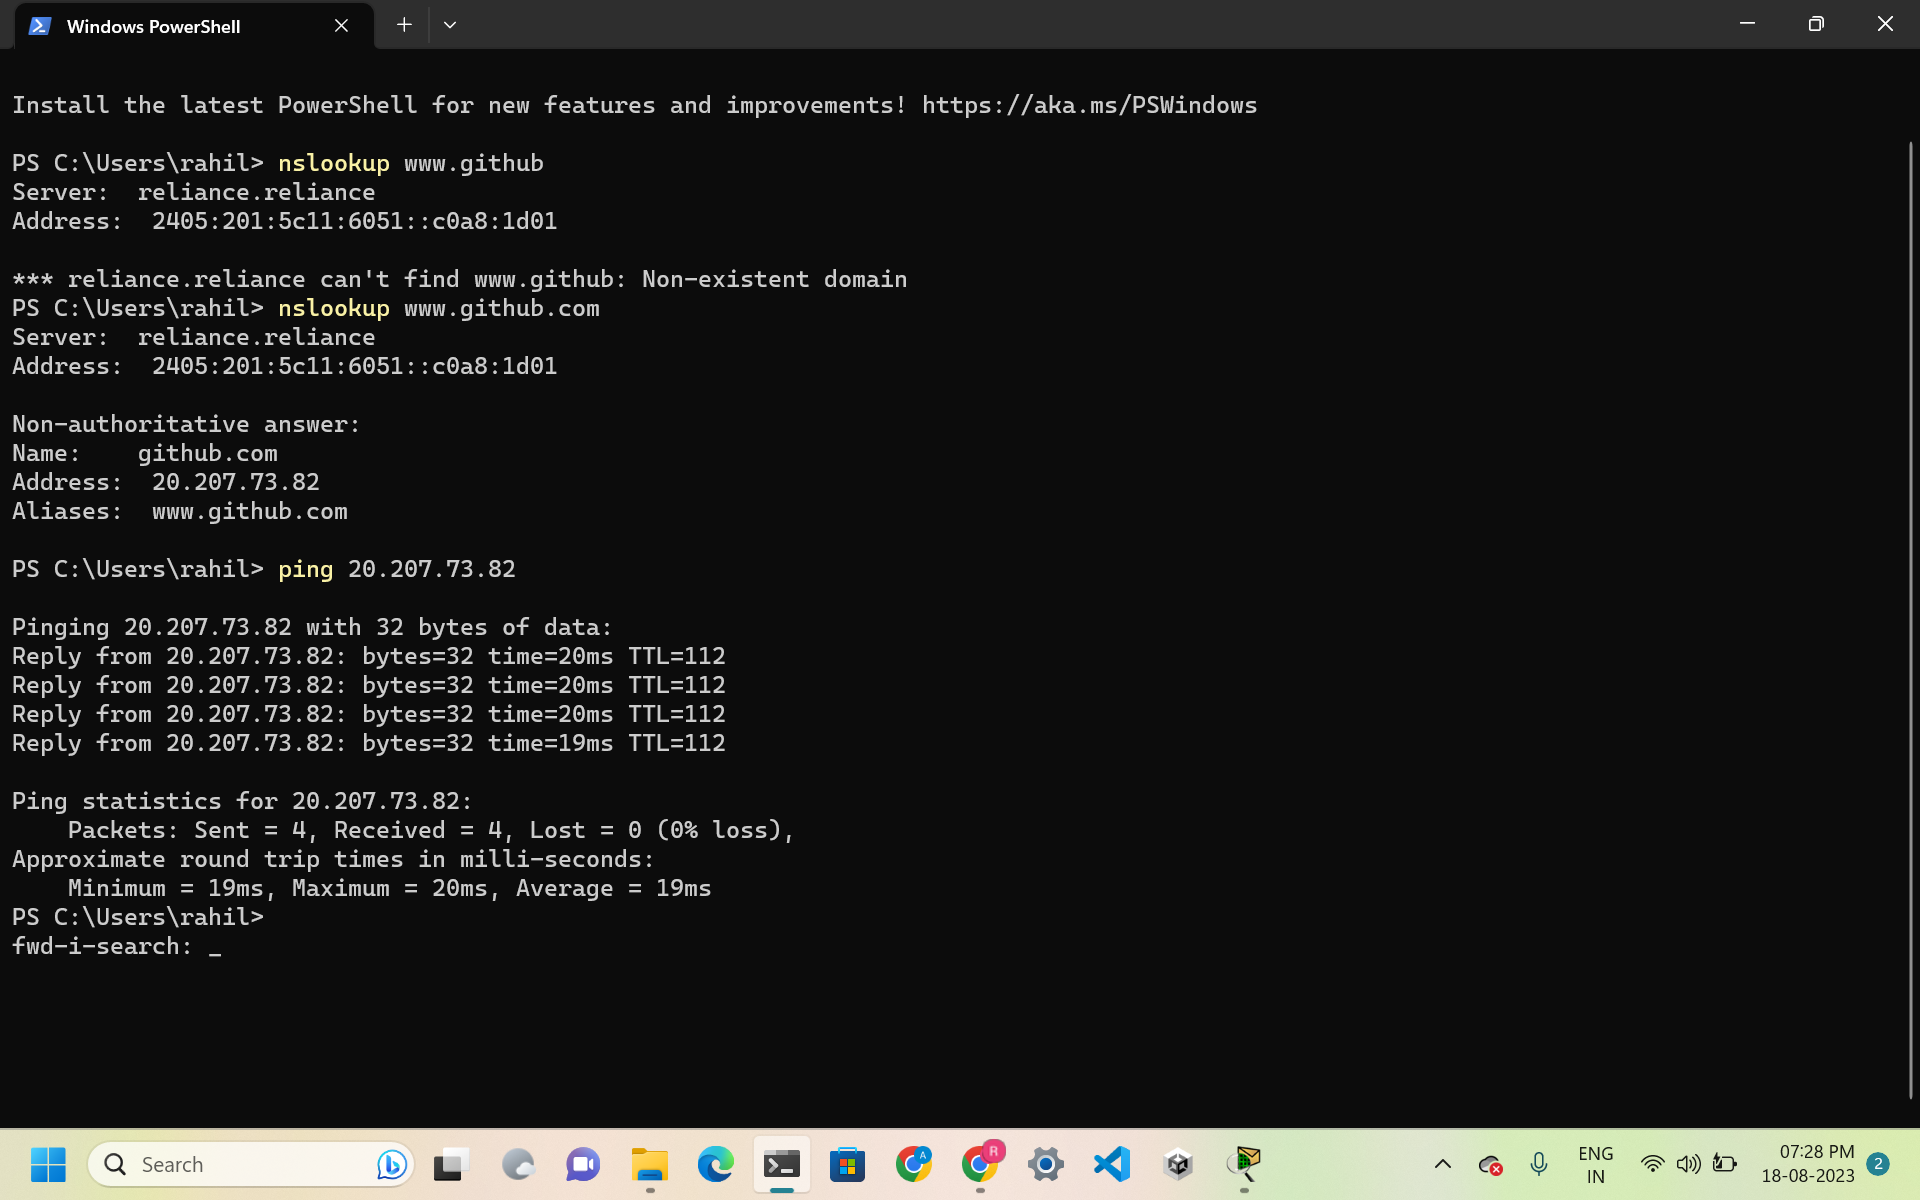 Windows PowerShell
Install the latest PowerShell for new features and improvements! https://aka.ms/PSWindows
PS C:\Users\rahil> nslookup www.github
Server:  reliance.reliance
Address:  2405:201:5c11:6051::c0a8:1d01
*** reliance.reliance can't find www.github: Non-existent domain
PS C:\Users\rahil> nslookup www.github.com
Server:  reliance.reliance
Address:  2405:201:5c11:6051::c0a8:1d01
Non-authoritative answer:
Name:    github.com
Address:  20.207.73.82
Aliases:  www.github.com
PS C:\Users\rahil> ping 20.207.73.82
Pinging 20.207.73.82 with 32 bytes of data:
Reply from 20.207.73.82: bytes=32 time=20ms TTL=112
Reply from 20.207.73.82: bytes=32 time=20ms TTL=112
Reply from 20.207.73.82: bytes=32 time=20ms TTL=112
Reply from 20.207.73.82: bytes=32 time=19ms TTL=112
Ping statistics for 20.207.73.82:
    Packets: Sent = 4, Received = 4, Lost = 0 (0% loss),
Approximate round trip times in milli-seconds:
    Minimum = 19ms, Maximum = 20ms, Average = 19ms
PS C:\Users\rahil>
fwd-i-search: _
Search
A
R
ENG
IN
07:28 PM
18-08-2023
2